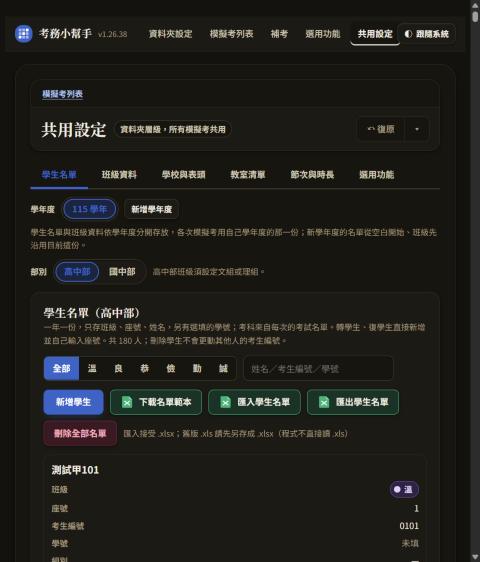 考務小幫手 v1.26.38 資料夾設定 模擬考列表 補考 選用功能 共用設定 跟隨系統
模擬考列表
共用設定 資料夾層級，所有模擬考共用 復原
學生名單 班級資料 學校與表頭 教室清單 節次與時長 選用功能
學年度 115 學年 新增學年度
學生名單與班級資料依學年度分開存放，各次模擬考用自己學年度的那一份；新學年度的名單從空白開始、班級先
沿用目前這份。
部別 高中部 國中部 高中部班級須設定文組或理組。
學生名單（高中部）
一年一份，只存班級、座號、姓名，另有選填的學號；考科來自每次的考試名單。轉學生、復學生直接新增
並自己輸入座號。共 180 人；刪除學生不會更動其他人的考生編號。
全部 溫 良 恭 儉 勤 誠 姓名／考生編號／學號
新增學生 下載名單範本 匯入學生名單 匯出學生名單
刪除全部名單 匯入接受 .xlsx；舊版 .xls 請先另存成 .xlsx（程式不直接讀 .xls）
測試甲101
班級 溫
座號 1
考生編號 0101
學號 未填